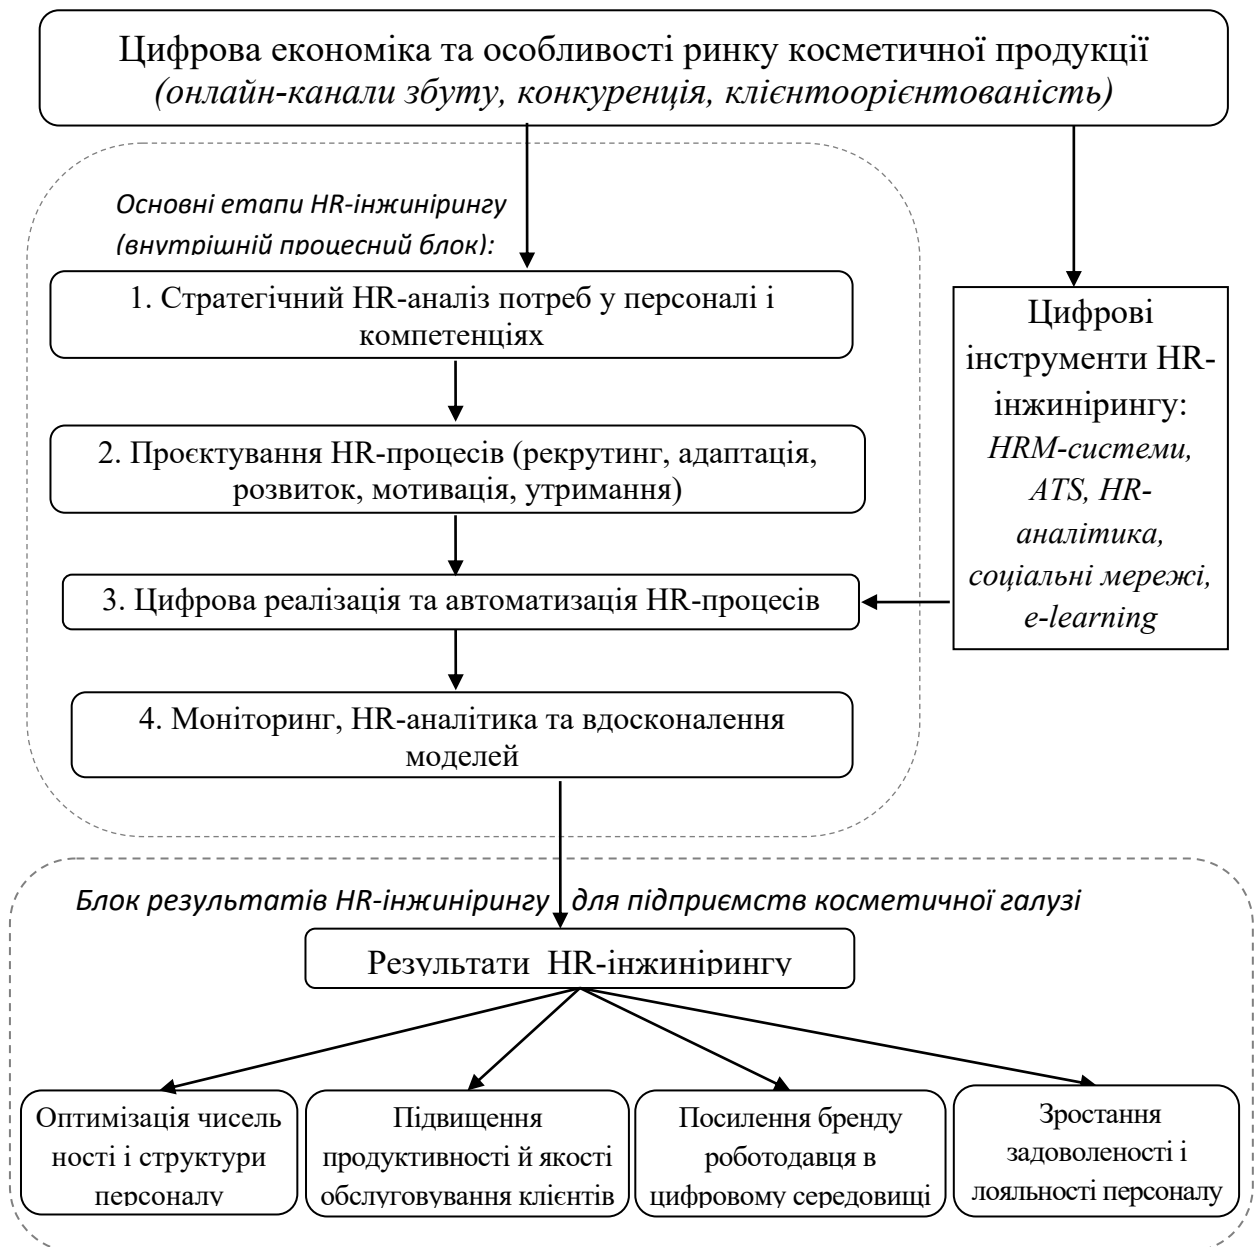 Цифрова економіка та особливості ринку косметичної продукції
(онлайн-канали збуту, конкуренція, клієнтоорієнтованість)
Основні етапи HR-інжинірингу
(внутрішній процесний блок):
1. Стратегічний HR-аналіз потреб у персоналі і
компетенціях
2. Проєктування HR-процесів (рекрутинг, адаптація,
розвиток, мотивація, утримання)
3. Цифрова реалізація та автоматизація HR-процесів
4. Моніторинг, HR-аналітика та вдосконалення
моделей
Цифрові
інструменти HR-
інжинірингу:
HRM-системи,
ATS, HR-
аналітика,
соціальні мережі,
e-learning
Блок результатів HR-інжинірингу для підприємств косметичної галузі
Результати HR-інжинірингу
Оптимізація чисель
ності і структури
персоналу
Підвищення
продуктивності й якості
обслуговування клієнтів
Посилення бренду
роботодавця в
цифровому середовищі
Зростання
задоволеності і
лояльності персоналу